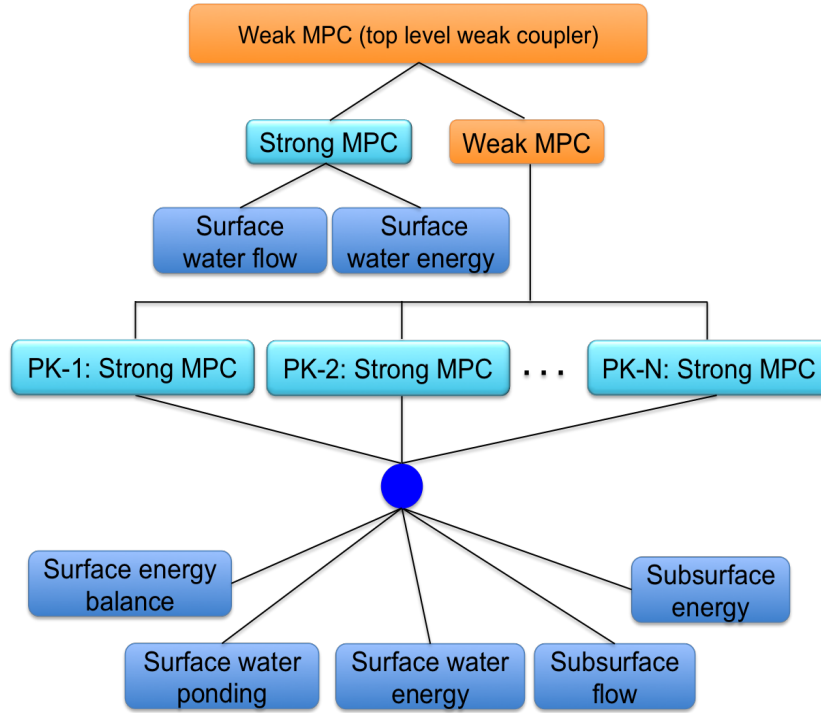 Weak MPC (top level weak coupler)
Strong MPC
Weak MPC
Surface
water flow
Surface
water energy
PK-1: Strong MPC
PK-2: Strong MPC
...
PK-N: Strong MPC
Surface energy
balance
Subsurface
energy
Surface water
ponding
Surface water
energy
Subsurface
flow